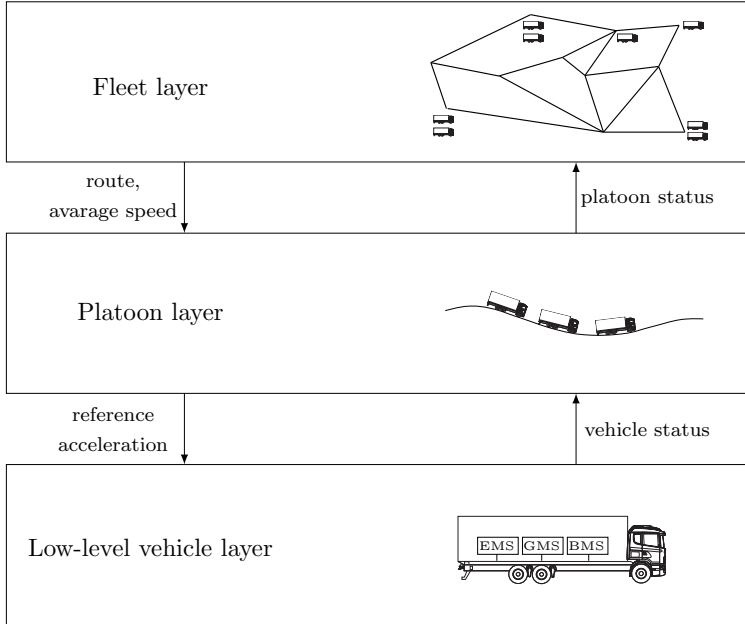 Fleet layer
route,
avarage speed
platoon status
Platoon layer
reference
acceleration
vehicle status
Low-level vehicle layer
EMS GMS BMS